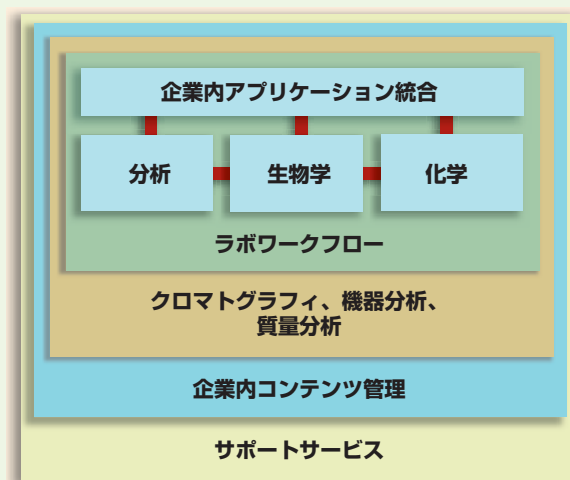 企業内アプリケーション統合
分析
生物学
化学
ラボワークフロー
クロマトグラフィ、機器分析、
質量分析
企業内コンテンツ管理
サポートサービス